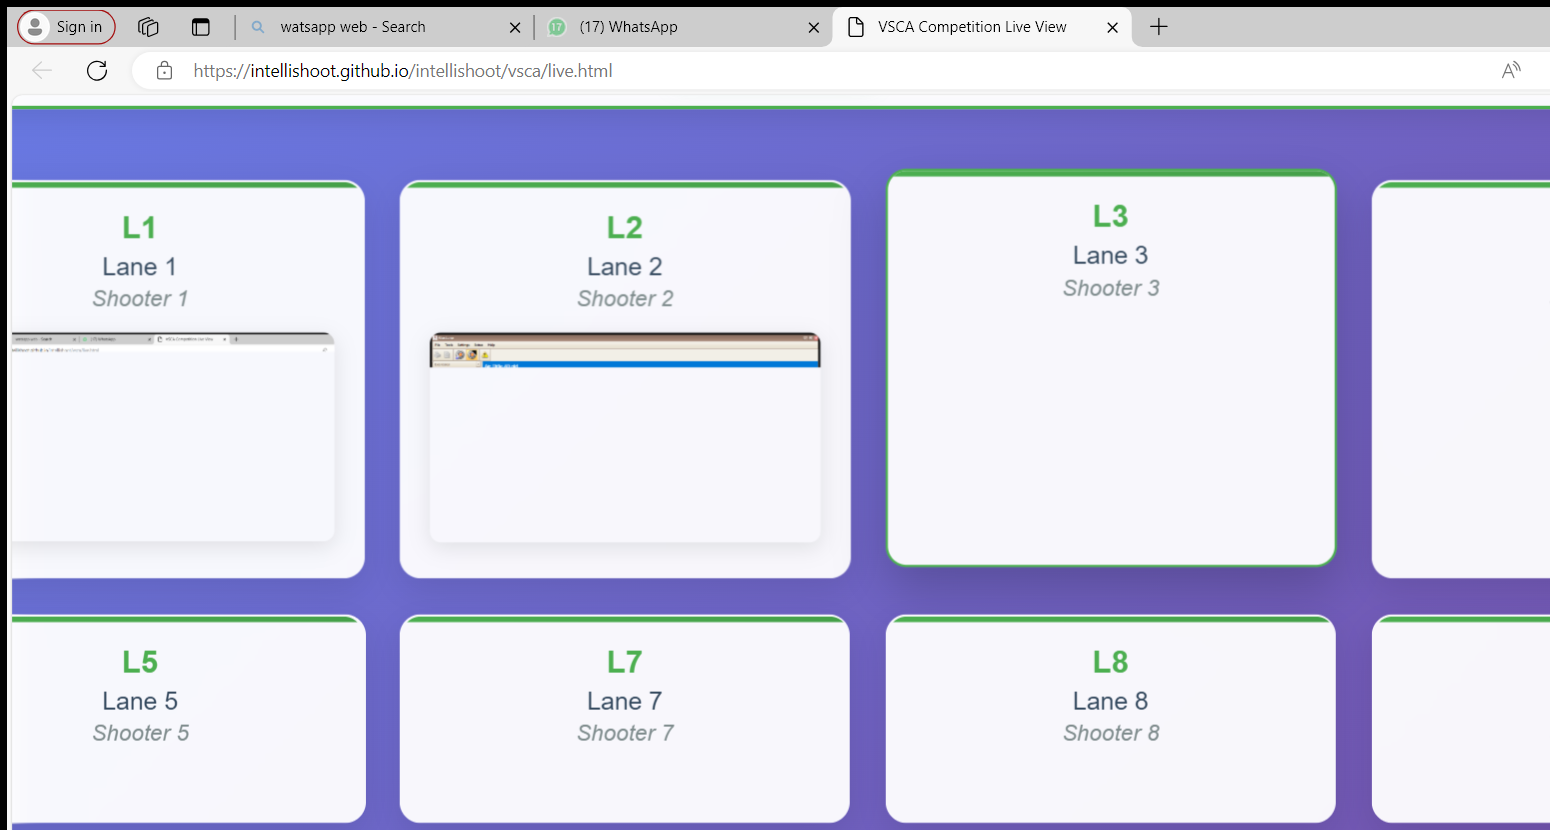 Sign in
watsapp web - Search
17
(17) WhatsApp
VSCA Competition Live View
https://intellishoot.github.io/intellishoot/vsca/live.html
L1
Lane 1
Shooter 1
L2
Lane 2
Shooter 2
L3
Lane 3
Shooter 3
L5
Lane 5
Shooter 5
L7
Lane 7
Shooter 7
L8
Lane 8
Shooter 8